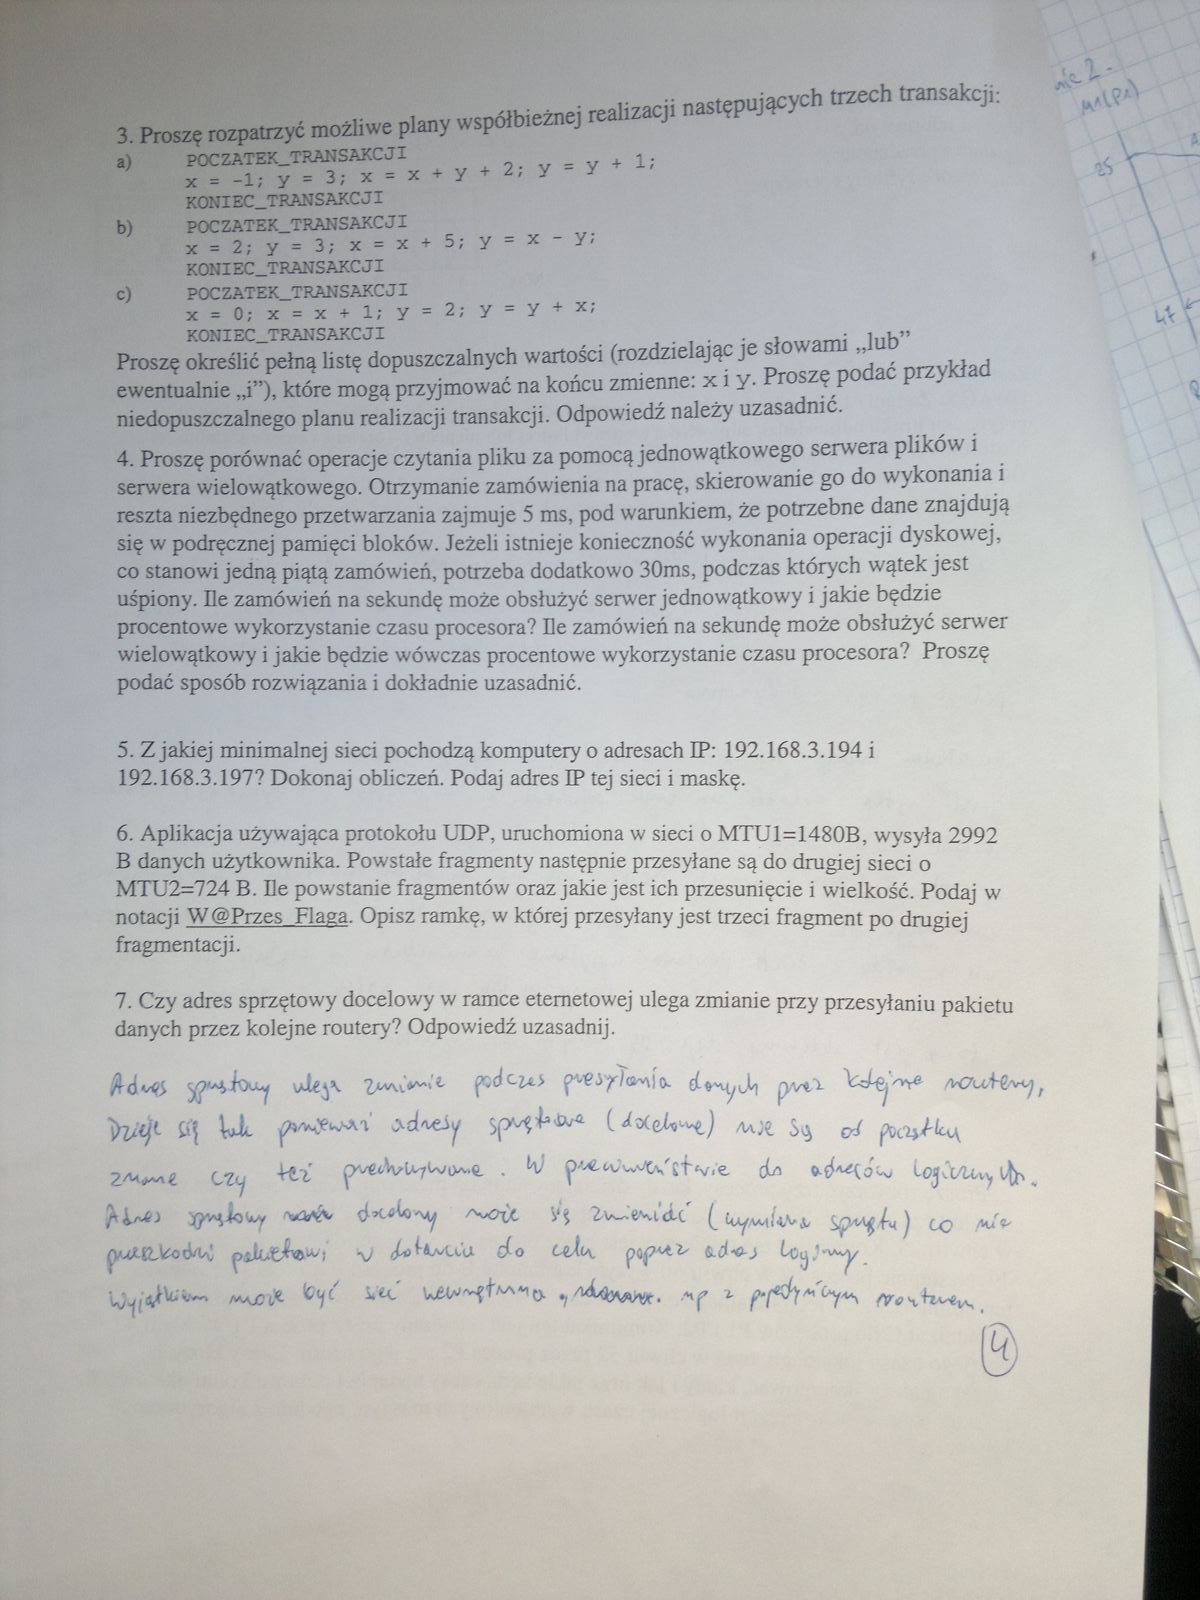 3. Proszę rozpatrzyć możliwe plany współbieżnej realizacji następujących trzech transakcji:
a) POCZATEK_TRANSAKCJI
x = -1; y = 3; x = x + y + 2; y = y + 1;
KONIEC_TRANSAKCJI
b) POCZATEK_TRANSAKCJI
x = 2; y = 3; x = x + 5; y = x - y;
KONIEC_TRANSAKCJI
c) POCZATEK_TRANSAKCJI
x = 0; x = x + 1; y = 2; y = y + x;
KONIEC_TRANSAKCJI
Proszę określić pełną listę dopuszczalnych wartości (rozdzielając je słowami „lub”
ewentualnie „i”), które mogą przyjmować na końcu zmienne: x i y. Proszę podać przykład
niedopuszczalnego planu realizacji transakcji. Odpowiedź należy uzasadnić.
4. Proszę porównać operacje czytania pliku za pomocą jednowątkowego serwera plików i
serwera wielowątkowego. Otrzymanie zamówienia na pracę, skierowanie go do wykonania i
reszta niezbędnego przetwarzania zajmuje 5 ms, pod warunkiem, że potrzebne dane znajdują
się w podręcznej pamięci bloków. Jeżeli istnieje konieczność wykonania operacji dyskowej,
co stanowi jedną piątą zamówień, potrzeba dodatkowo 30ms, podczas których wątek jest
uśpiony. Ile zamówień na sekundę może obsłużyć serwer jednowątkowy i jakie będzie
procentowe wykorzystanie czasu procesora? Ile zamówień na sekundę może obsłużyć serwer
wielowątkowy i jakie będzie wówczas procentowe wykorzystanie czasu procesora? Proszę
podać sposób rozwiązania i dokładnie uzasadnić.
5. Z jakiej minimalnej sieci pochodzą komputery o adresach IP: 192.168.3.194 i
192.168.3.197? Dokonaj obliczeń. Podaj adres IP tej sieci i maskę.
6. Aplikacja używająca protokołu UDP, uruchomiona w sieci o MTU1=1480B, wysyła 2992
B danych użytkownika. Powstałe fragmenty następnie przesyłane są do drugiej sieci o
MTU2=724 B. Ile powstanie fragmentów oraz jakie jest ich przesunięcie i wielkość. Podaj w
notacji W@Przes_Flaga. Opisz ramkę, w której przesyłany jest trzeci fragment po drugiej
fragmentacji.
7. Czy adres sprzętowy docelowy w ramce eternetowej ulega zmianie przy przesyłaniu pakietu
danych przez kolejne routery? Odpowiedź uzasadnij.
Adres sprzętowy ulega zmianie podczas przesyłania danych przez kolejne routery,
Dzieje się tak ponieważ adresy sprzętowe (docelowe) nie są od początku
znane czy też przechowywane. W przeciwieństwie do adresów logicznych.
Adres sprzętowy docelowy może się zmienić (wymiana sprzętu) co nie
przeszkodzi pakietowi w dotarciu do celu poprzez adres logiczny.
Wyjątkiem może być sieć wewnętrzna np z pojedynczym routerem.
4
nie 2.
25
47